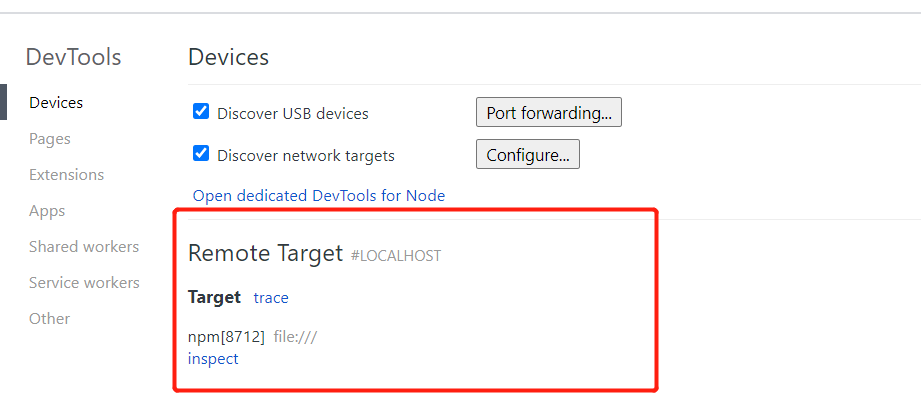 DevTools
Devices
Pages
Extensions
Apps
Shared workers
Service workers
Other
Devices
Discover USB devices Port forwarding...
Discover network targets Configure...
Open dedicated DevTools for Node
Remote Target #LOCALHOST
Target trace
npm[8712] file:///
inspect